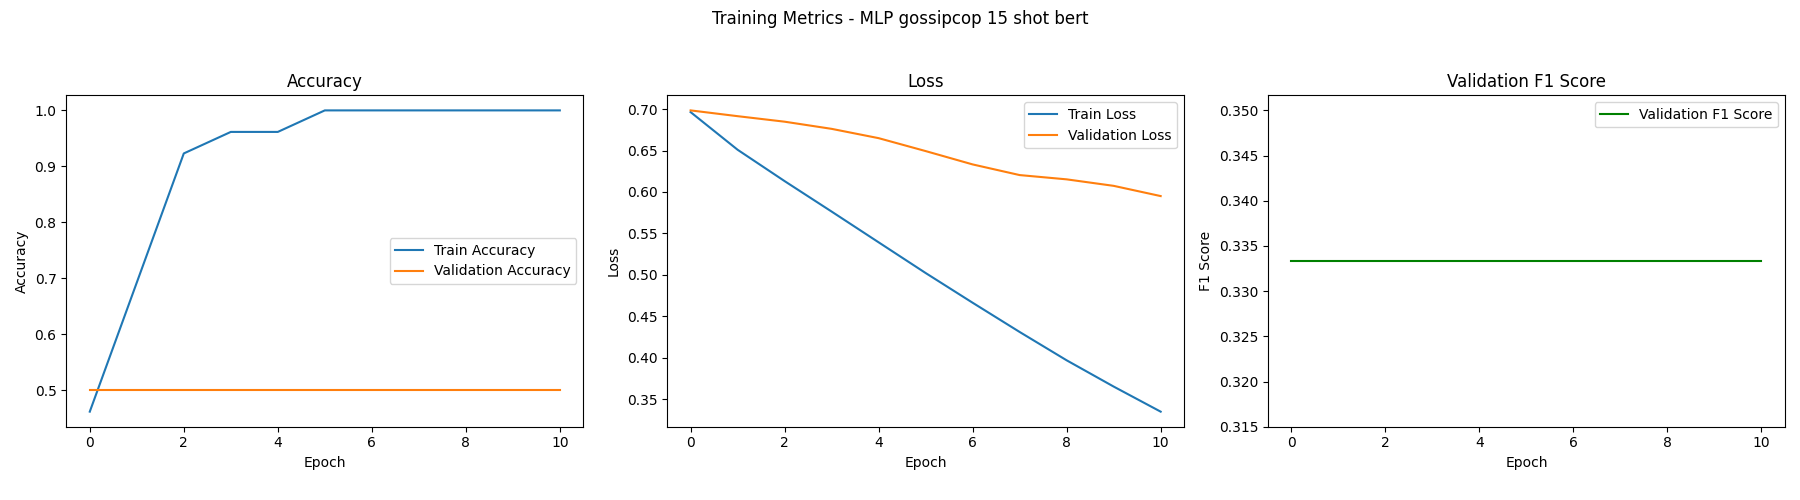 Training Metrics - MLP gossipcop 15 shot bert
Accuracy
1.0
0.9
0.8
0.7
0.6
0.5
Accuracy
Train Accuracy
Validation Accuracy
0 2 4 6 8 10
Epoch
Loss
0.70
0.65
0.60
0.55
0.50
0.45
0.40
0.35
Loss
Train Loss
Validation Loss
0 2 4 6 8 10
Epoch
Validation F1 Score
0.350
0.345
0.340
0.335
0.330
0.325
0.320
0.315
F1 Score
Validation F1 Score
0 2 4 6 8 10
Epoch